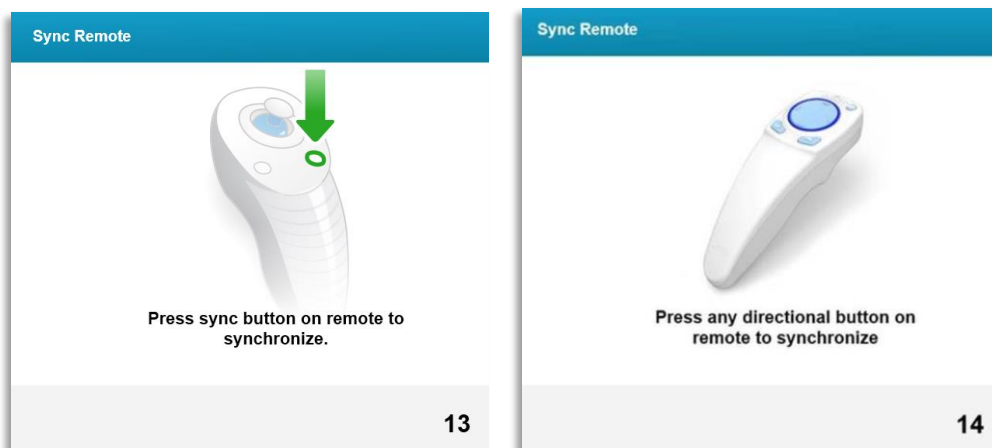 Sync Remote
Press sync button on remote to
synchronize.
13
Sync Remote
Press any directional button on
remote to synchronize
14